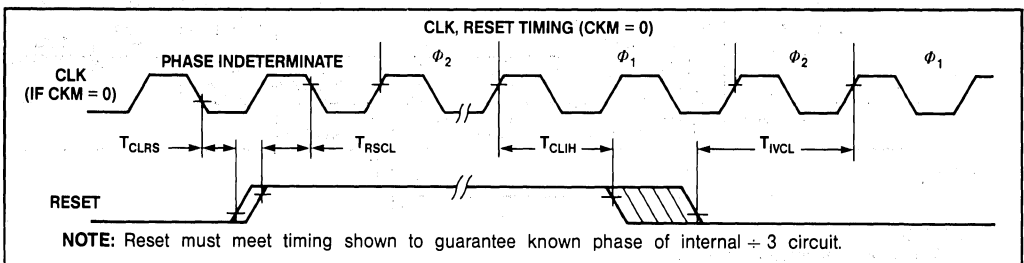 CLK, RESET TIMING (CKM = 0)
PHASE INDETERMINATE
Φ2 Φ1 Φ2 Φ1
CLK
(IF CKM = 0)
TCLRS TRSCL TCLIH TIVCL
RESET
NOTE: Reset must meet timing shown to guarantee known phase of internal ÷ 3 circuit.